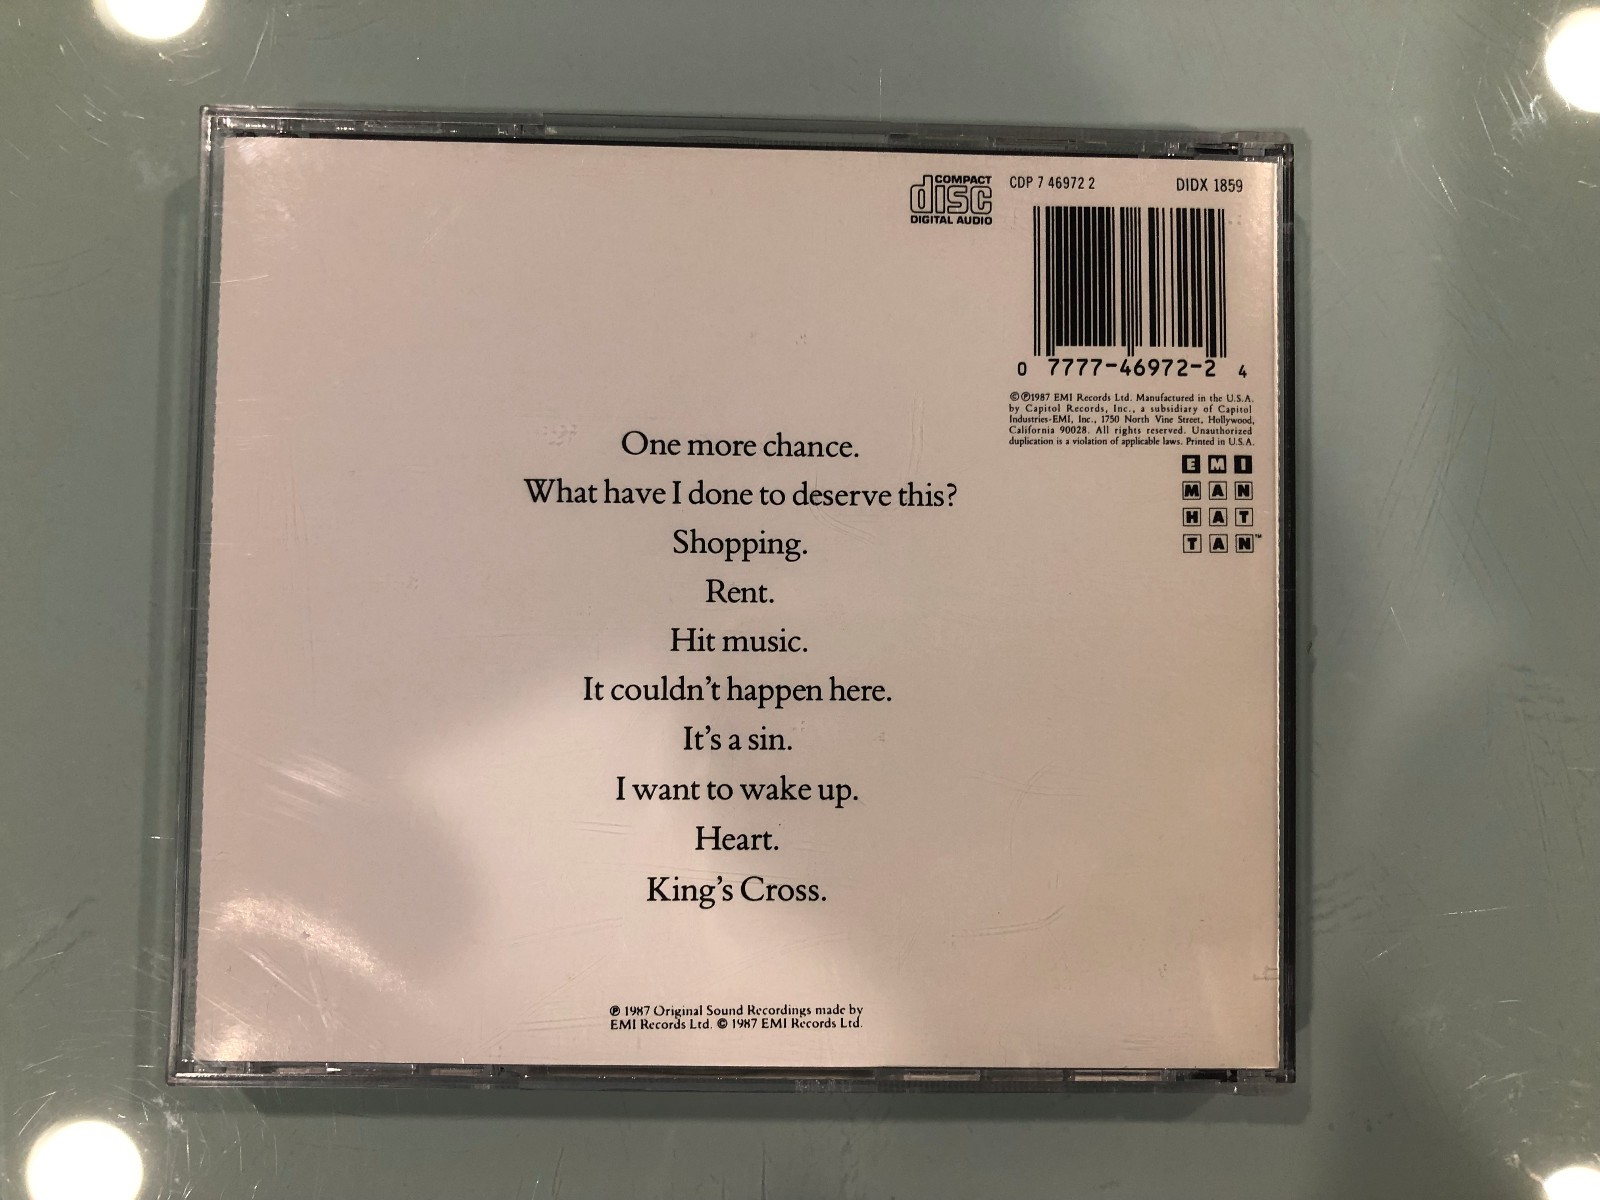 COMPACT
disc
DIGITAL AUDIO
CDP 7 46972 2
DIDX 1859
0 7777-46972-2 4
©℗1987 EMI Records Ltd. Manufactured in the U.S.A.
by Capitol Records, Inc., a subsidiary of Capitol
Industries-EMI, Inc., 1750 North Vine Street, Hollywood,
California 90028. All rights reserved. Unauthorized
duplication is a violation of applicable laws. Printed in U.S.A.
EMI
MAN
HAT
TAN™
One more chance.
What have I done to deserve this?
Shopping.
Rent.
Hit music.
It couldn't happen here.
It's a sin.
I want to wake up.
Heart.
King's Cross.
℗ 1987 Original Sound Recordings made by
EMI Records Ltd. © 1987 EMI Records Ltd.